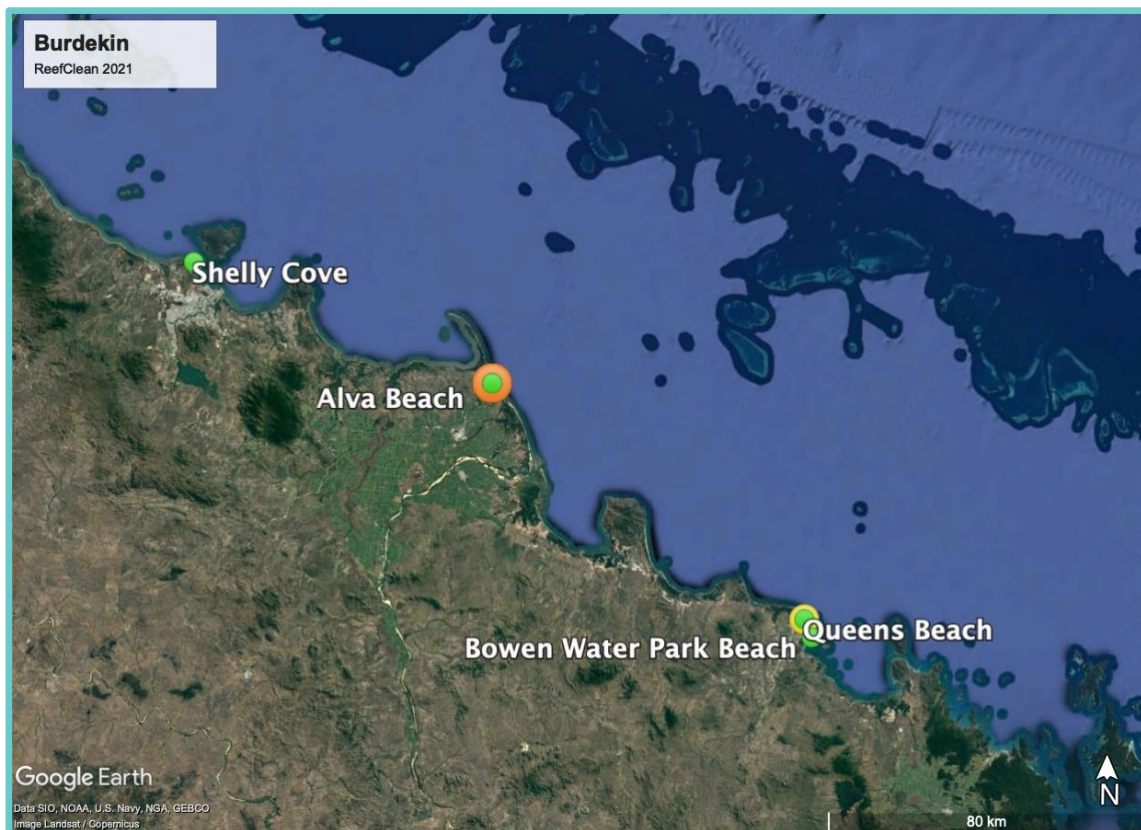 Burdekin
ReefClean 2021
Shelly Cove
Alva Beach
Queens Beach
Bowen Water Park Beach
Google Earth
N
Data SIO, NOAA, U.S. Navy, NGA, GEBCO
Image Landsat / Copernicus
80 km